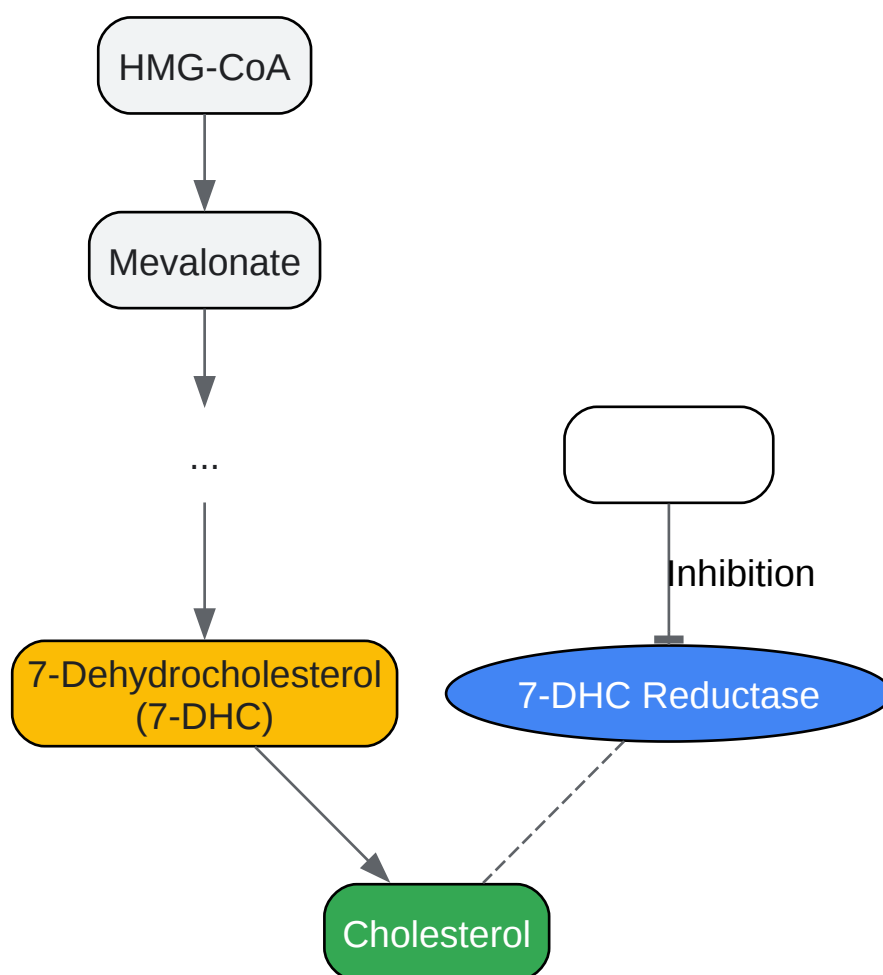 HMG-CoA
Mevalonate
...
Inhibition
7-Dehydrocholesterol
(7-DHC)
7-DHC Reductase
Cholesterol